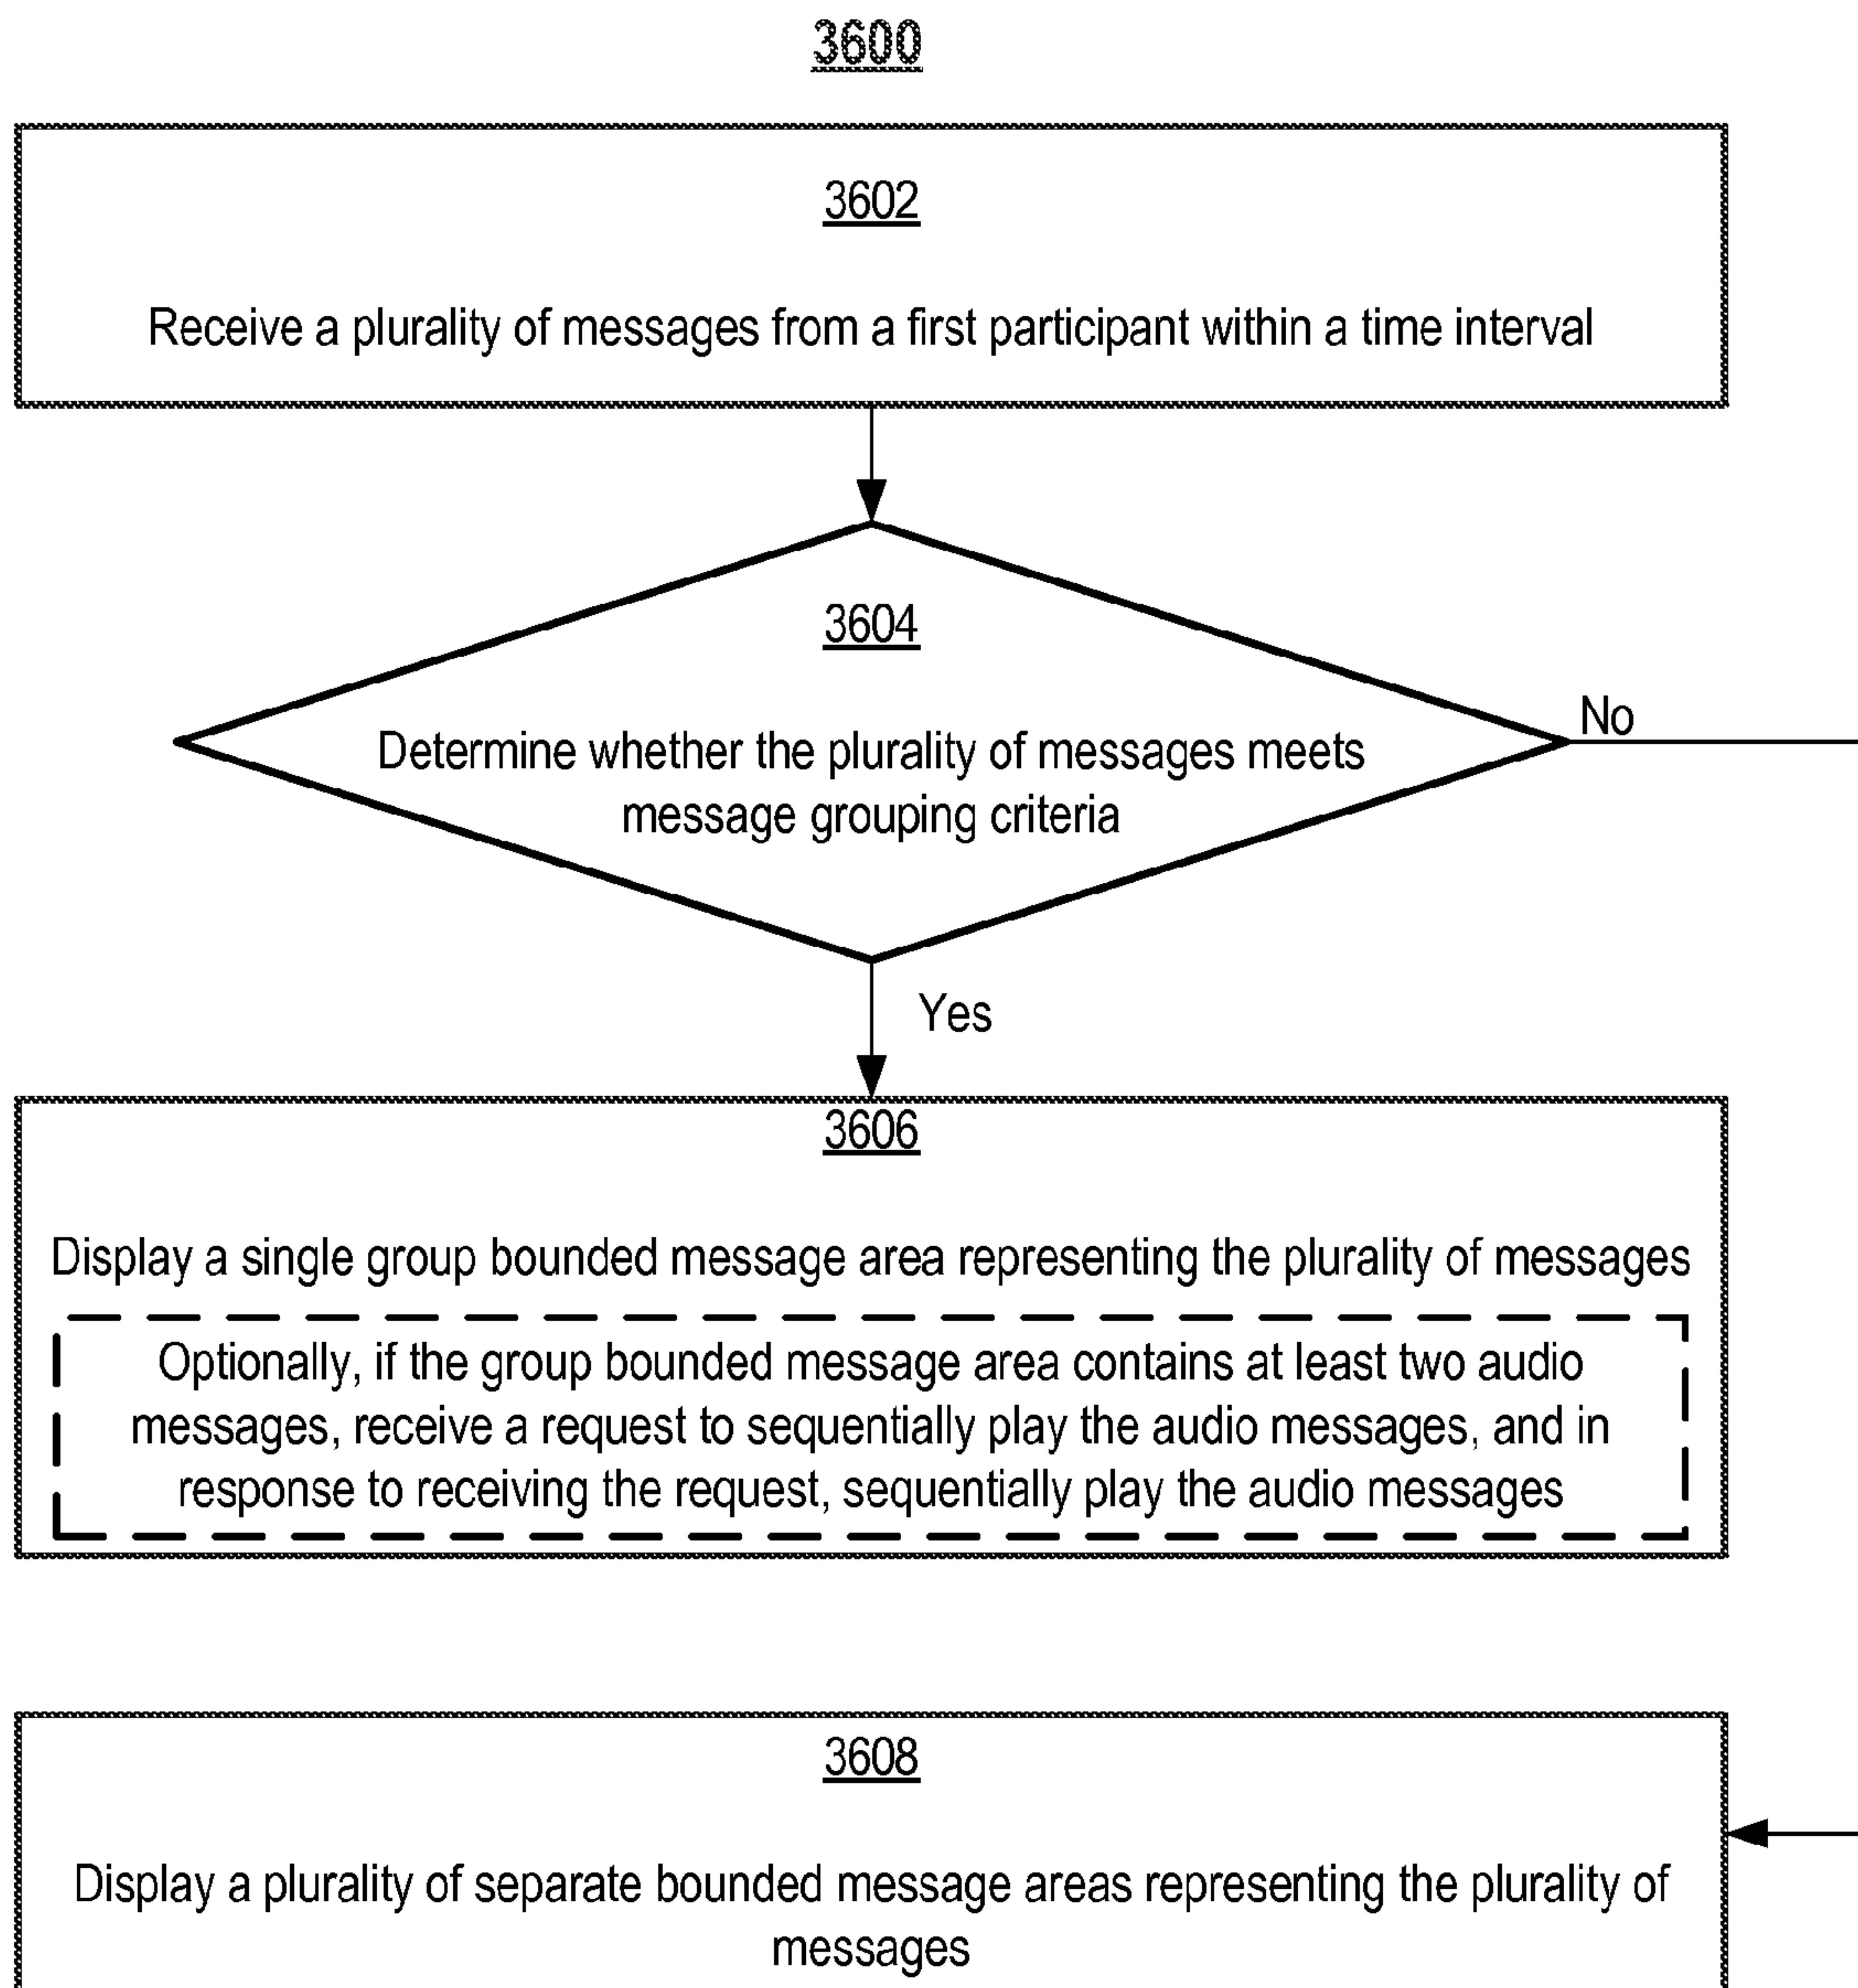 3600
3602
Receive a plurality of messages from a first participant within a time interval
3604
Determine whether the plurality of messages meets
message grouping criteria
No
Yes
3606
Display a single group bounded message area representing the plurality of messages
Optionally, if the group bounded message area contains at least two audio
messages, receive a request to sequentially play the audio messages, and in
response to receiving the request, sequentially play the audio messages
3608
Display a plurality of separate bounded message areas representing the plurality of
messages